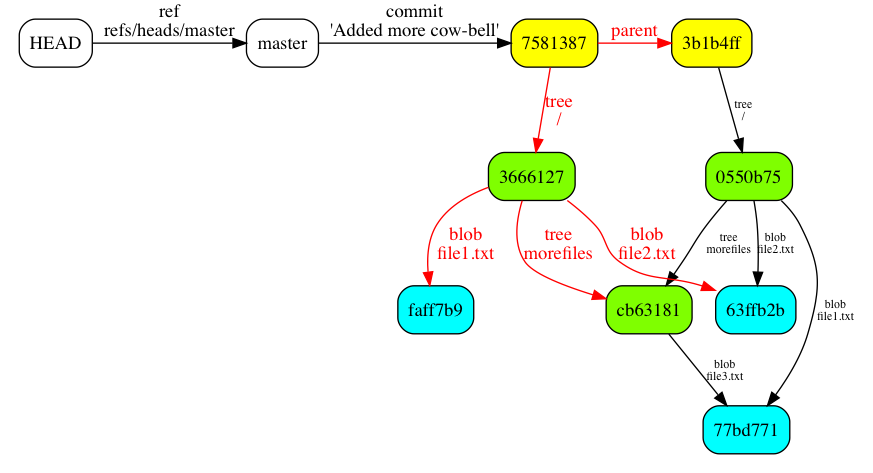 ref
refs/heads/master
commit
'Added more cow-bell'
HEAD
master
7581387
parent
3b1b4ff
tree
/
tree
/
3666127
0550b75
blob
file1.txt
tree
morefiles
blob
file2.txt
tree
morefiles
blob
file2.txt
blob
file1.txt
faff7b9
cb63181
63ffb2b
blob
file3.txt
77bd771